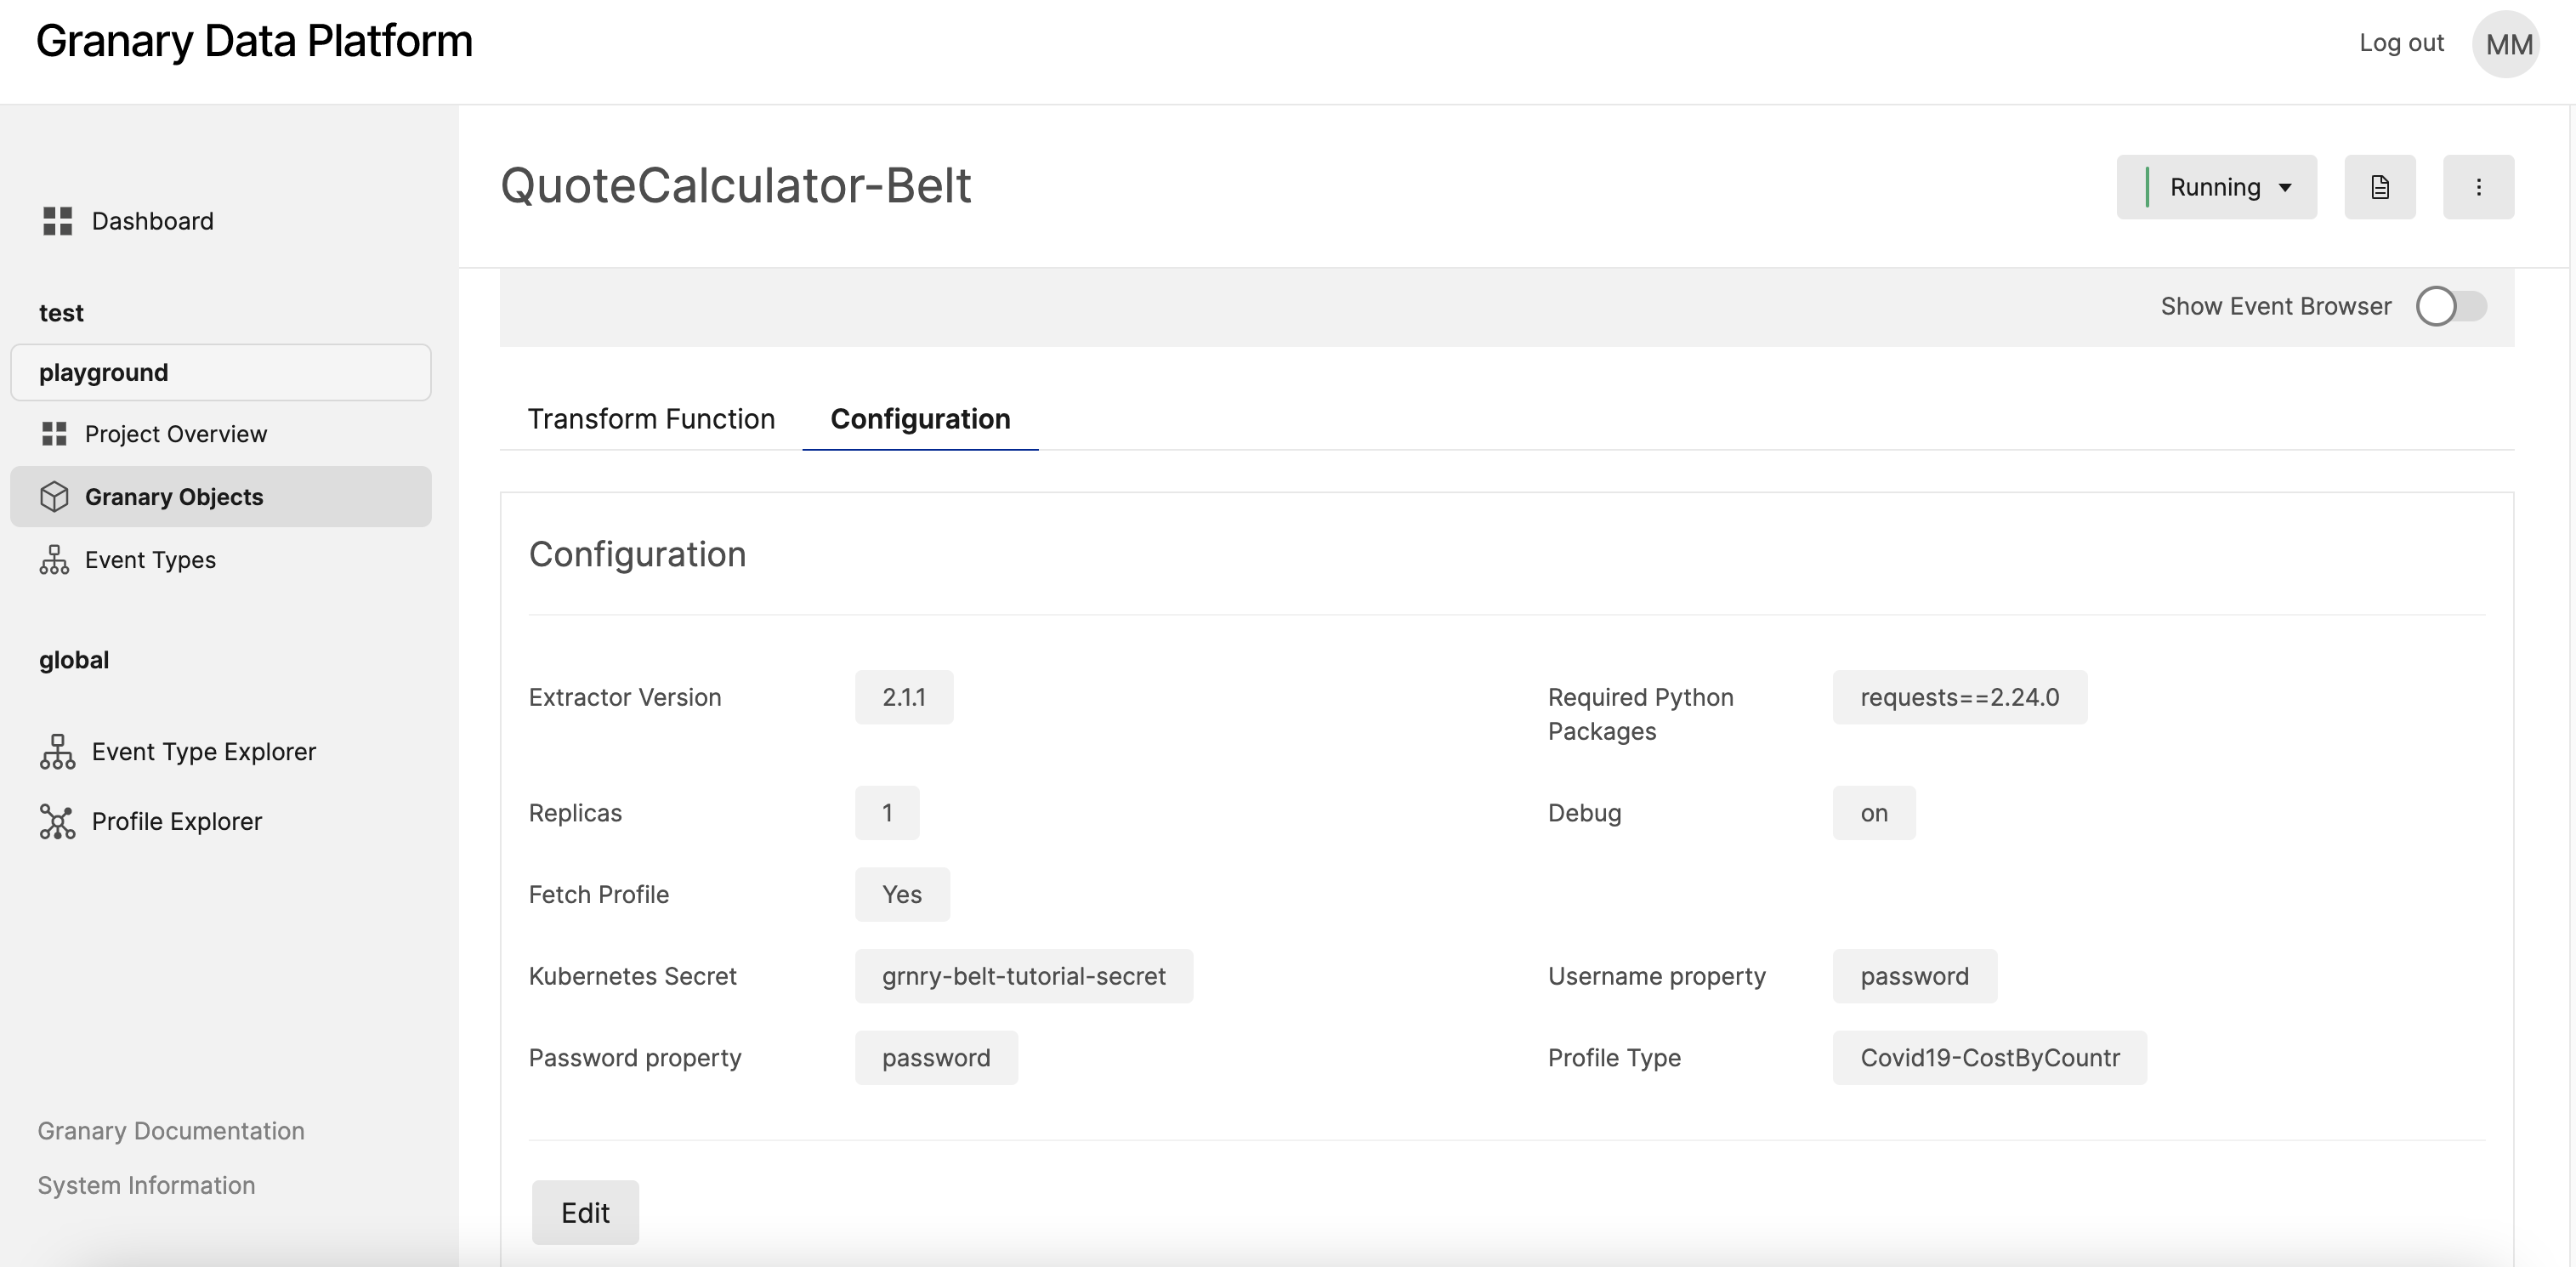 Granary Data Platform
Log out
MM
Dashboard
test
playground
Project Overview
Granary Objects
Event Types
global
Event Type Explorer
Profile Explorer
Granary Documentation
System Information
QuoteCalculator-Belt
Running
Show Event Browser
Transform Function
Configuration
Configuration
Extractor Version
2.1.1
Required Python
Packages
requests==2.24.0
Replicas
1
Debug
on
Fetch Profile
Yes
Kubernetes Secret
grnry-belt-tutorial-secret
Username property
password
Password property
password
Profile Type
Covid19-CostByCountr
Edit